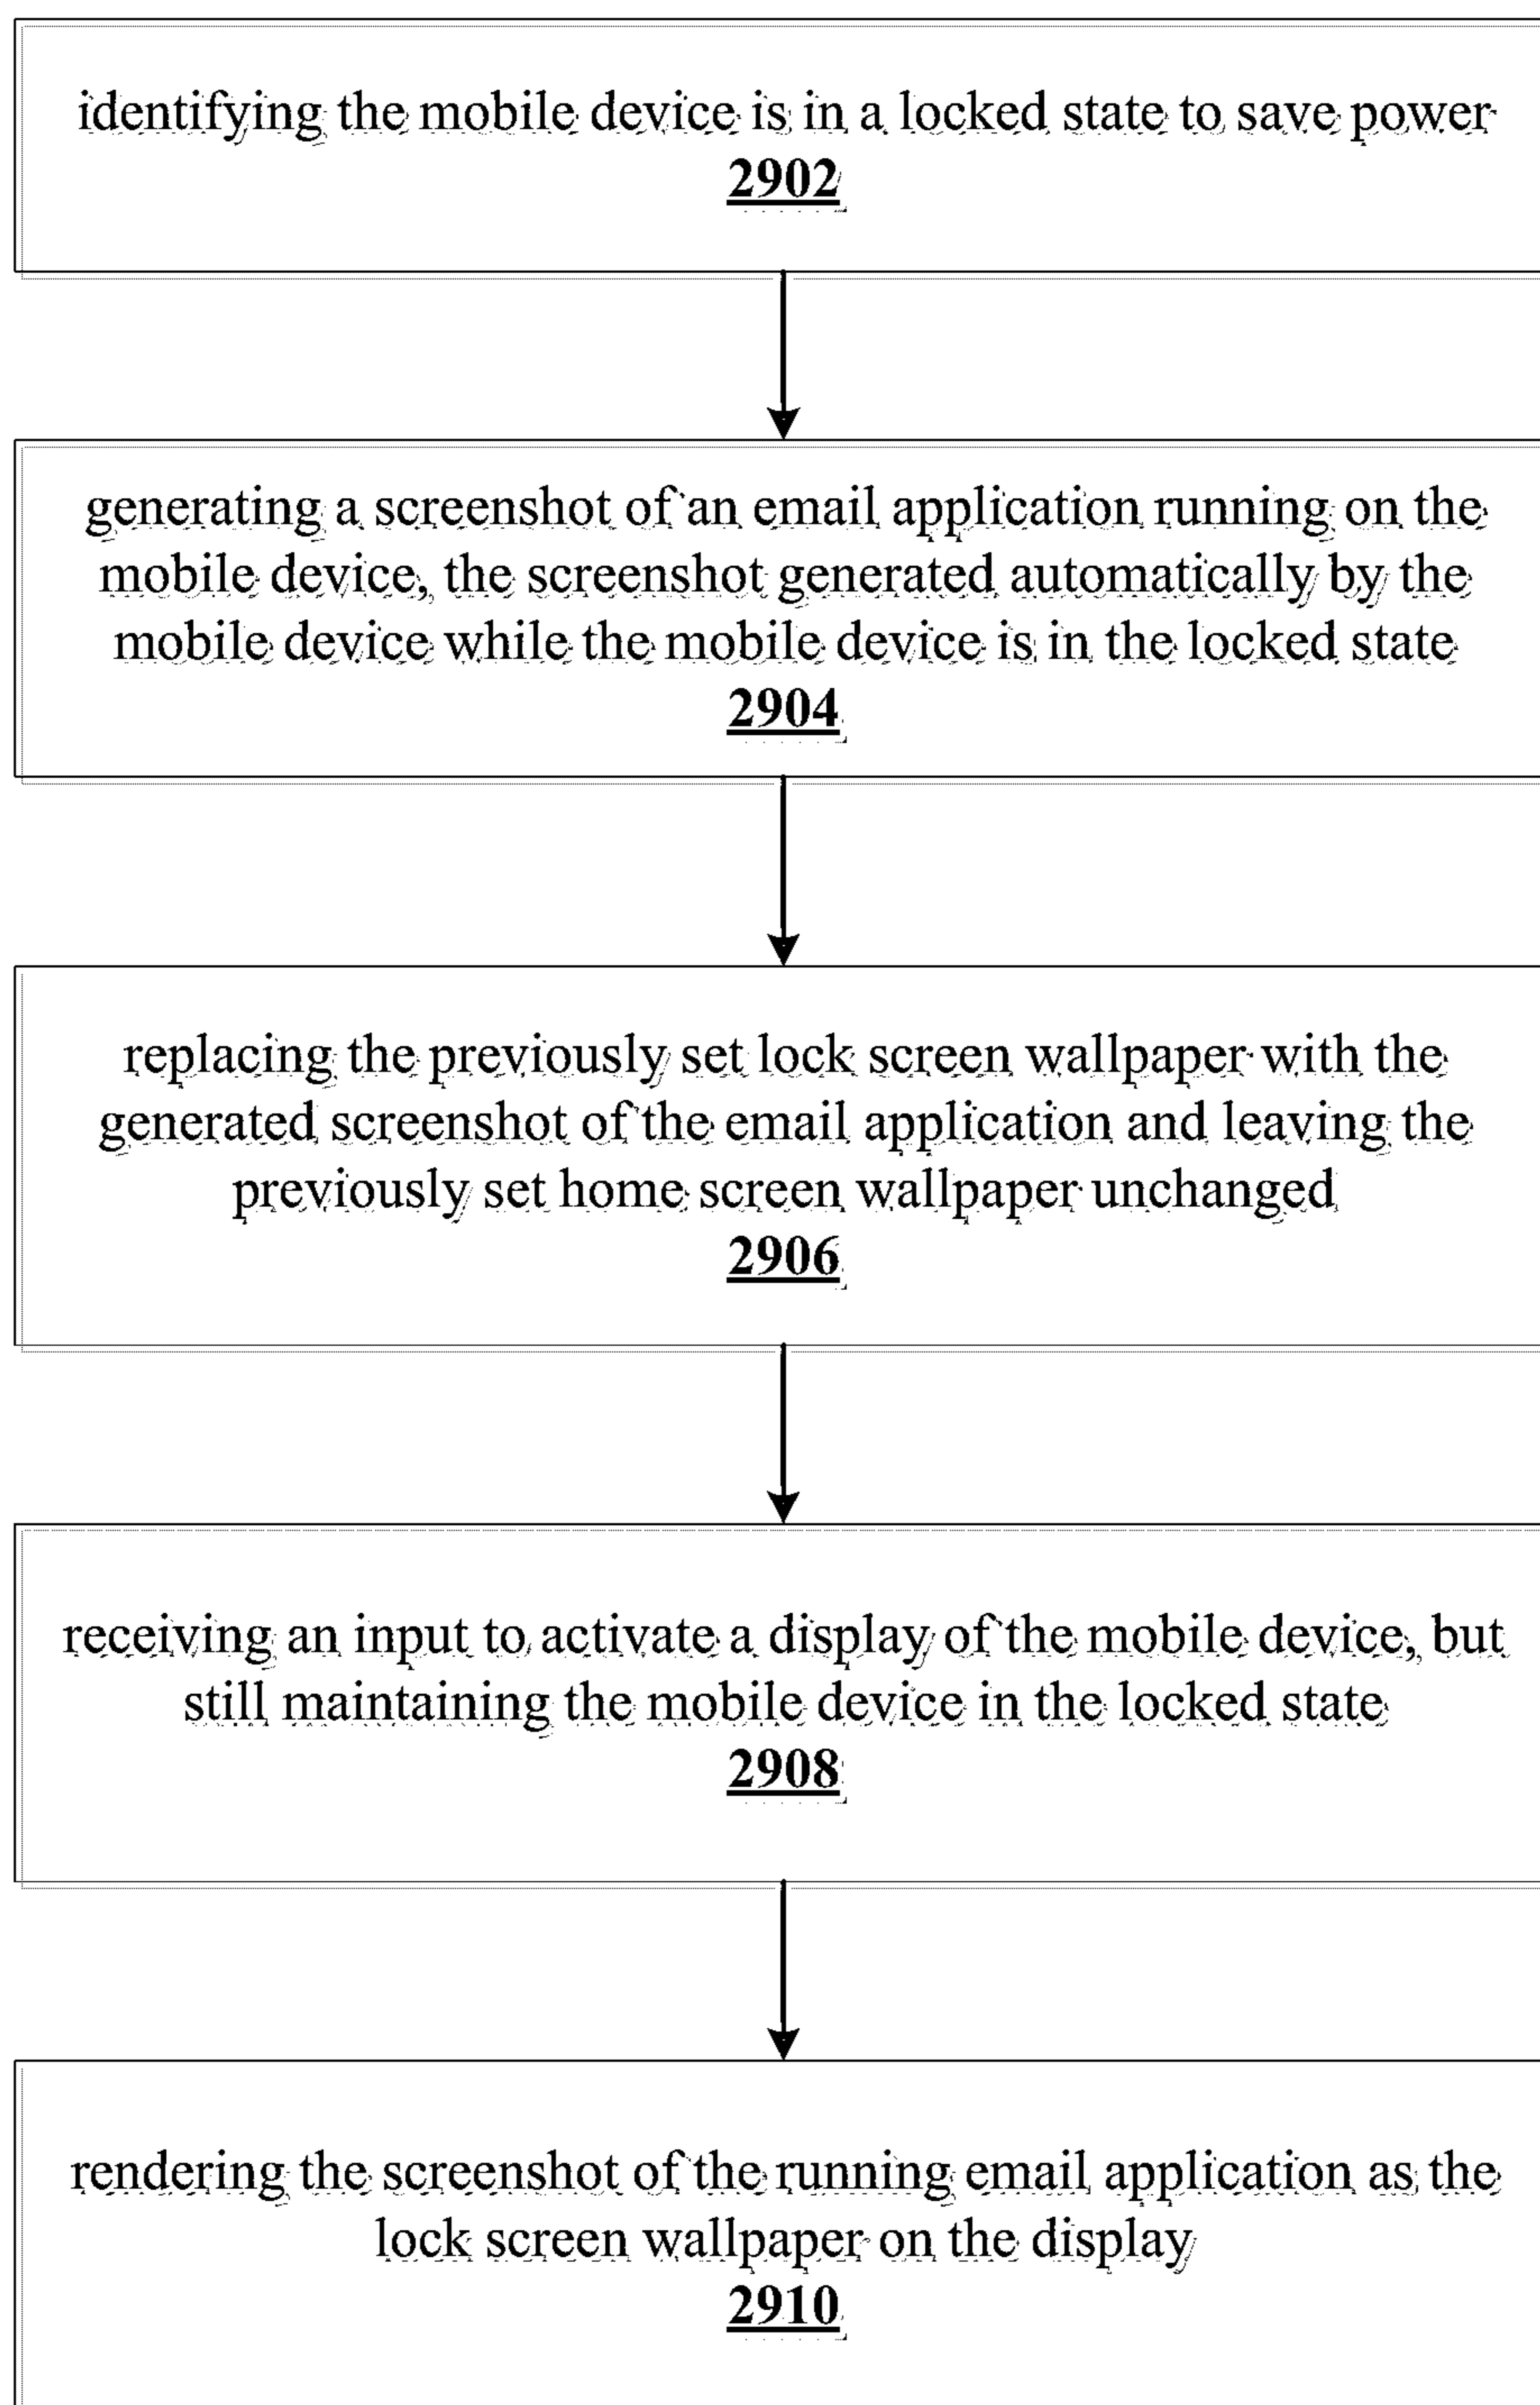 identifying the mobile device is in a locked state to save power
2902
generating a screenshot of an email application running on the
mobile device, the screenshot generated automatically by the
mobile device while the mobile device is in the locked state
2904
replacing the previously set lock screen wallpaper with the
generated screenshot of the email application and leaving the
previously set home screen wallpaper unchanged
2906
receiving an input to activate a display of the mobile device, but
still maintaining the mobile device in the locked state
2908
rendering the screenshot of the running email application as the
lock screen wallpaper on the display
2910